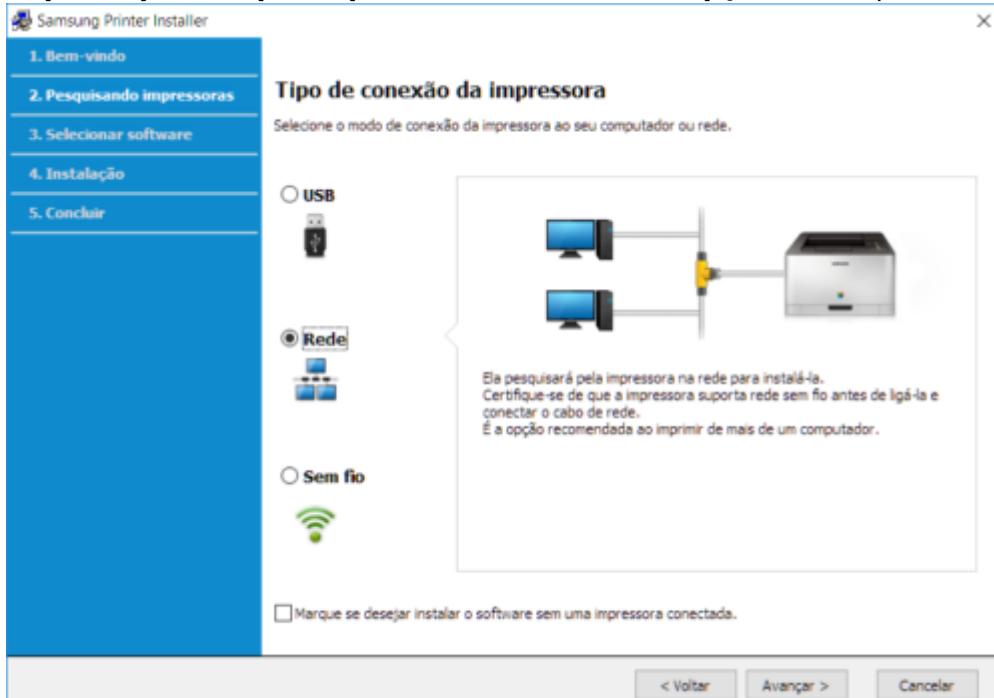 Samsung Printer Installer
1. Bem-vindo
2. Pesquisando impressoras
3. Selecionar software
4. Instalação
5. Concluir
Tipo de conexão da impressora
Selecione o modo de conexão da impressora ao seu computador ou rede.
USB
Rede
Sem fio
Ela pesquisará pela impressora na rede para instalá-la.
Certifique-se de que a impressora suporta rede sem fio antes de ligá-la e
conectar o cabo de rede.
É a opção recomendada ao imprimir de mais de um computador.
Marque se desejar instalar o software sem uma impressora conectada.
< Voltar
Avançar >
Cancelar